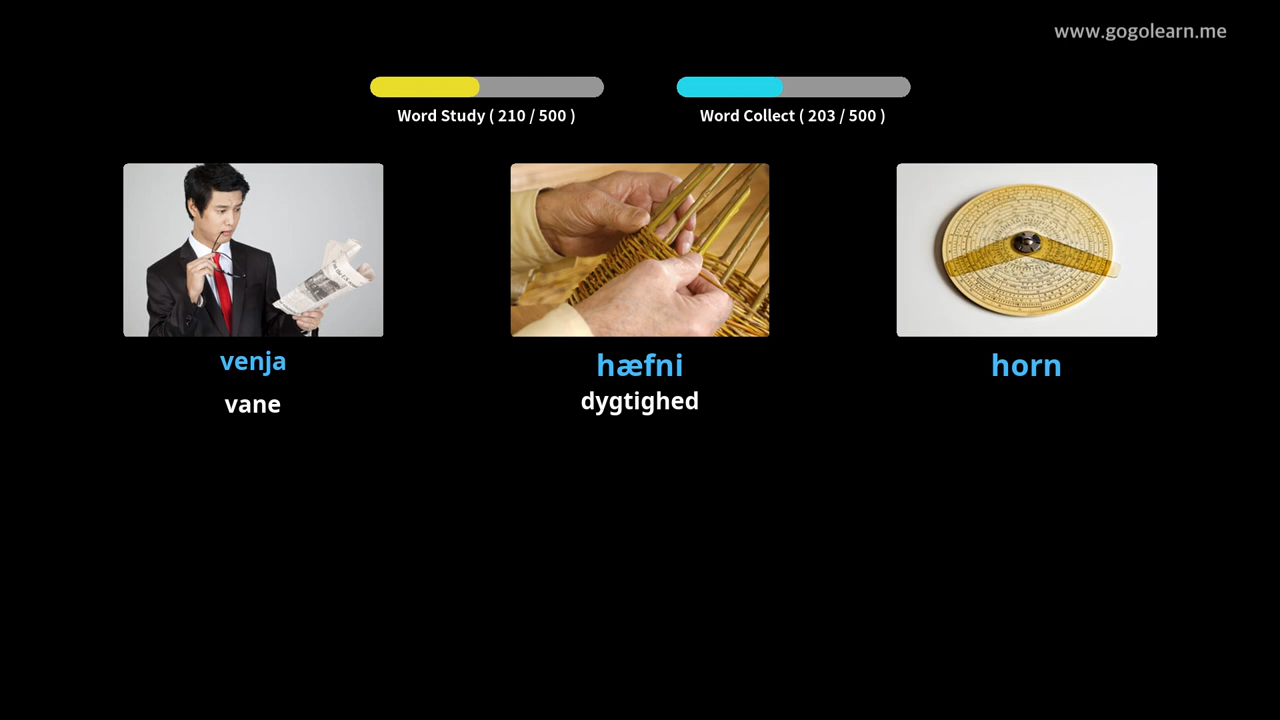 www.gogolearn.me
Word Study ( 210 / 500 )
Word Collect ( 203 / 500 )
venja
vane
hæfni
dygtighed
horn